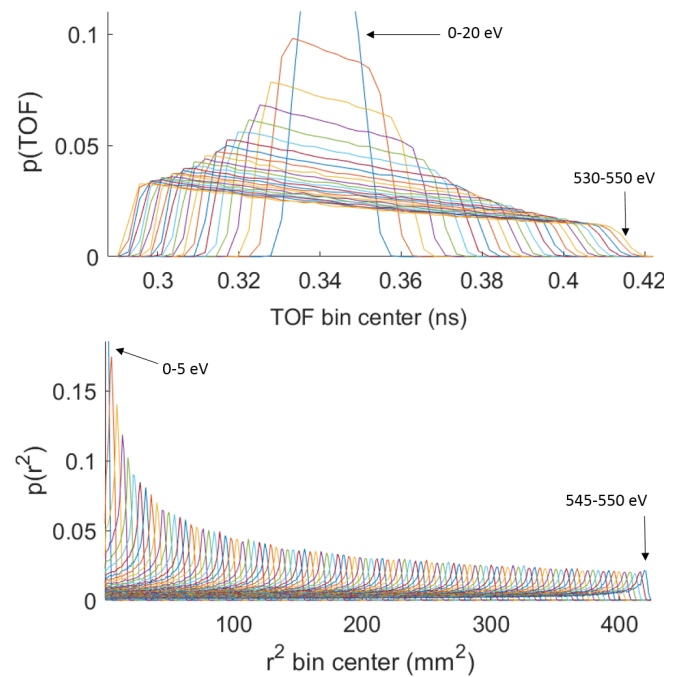 0.1
0-20 eV
p(TOF)
0.05
530-550 eV
0
0.3 0.32 0.34 0.36 0.38 0.4 0.42
TOF bin center (ns)
0-5 eV
0.15
p(r²)
0.1
545-550 eV
0.05
0
100 200 300 400
r² bin center (mm²)